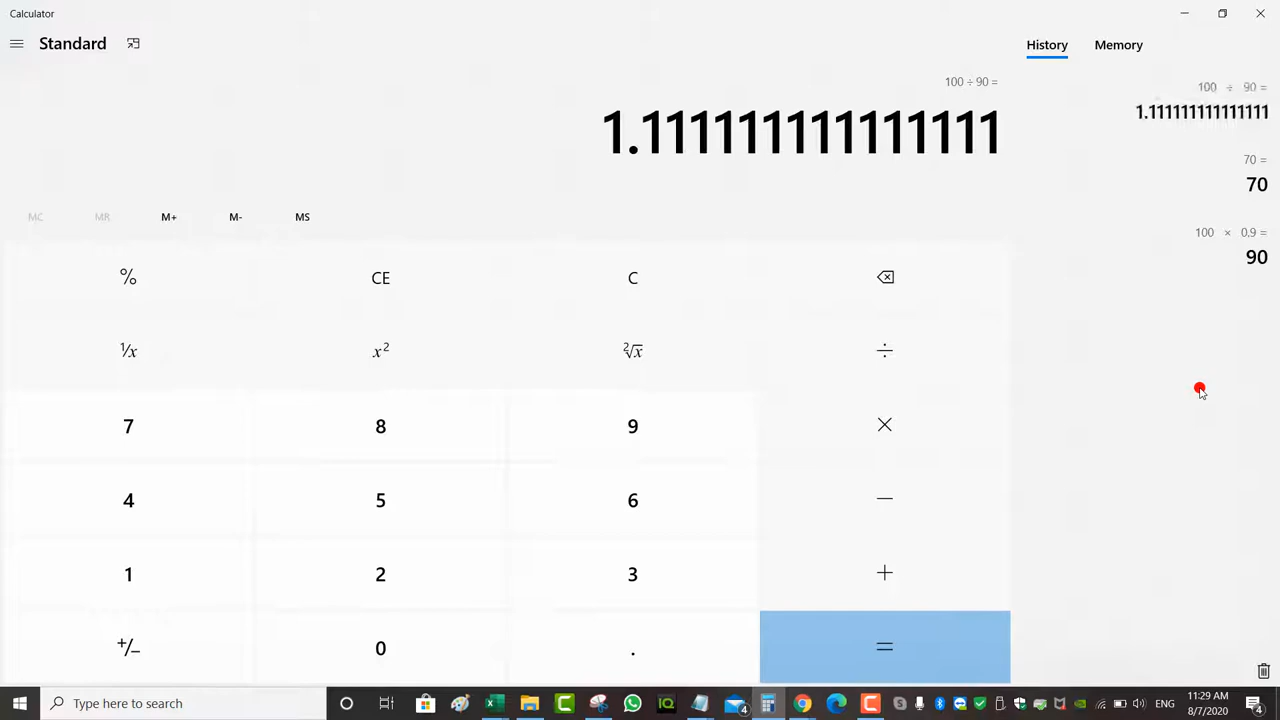 Calculator
Standard
History
Memory
100 ÷ 90 =
1.111111111111111
100 ÷ 90 =
1.111111111111111
70 =
70
100 × 0.9 =
90
MC MR M+ M- MS
% CE C
¹/x x² ²√x ÷
7 8 9 ×
4 5 6 −
1 2 3 +
+/− 0 . =
Type here to search
4
ENG
11:29 AM
8/7/2020
4